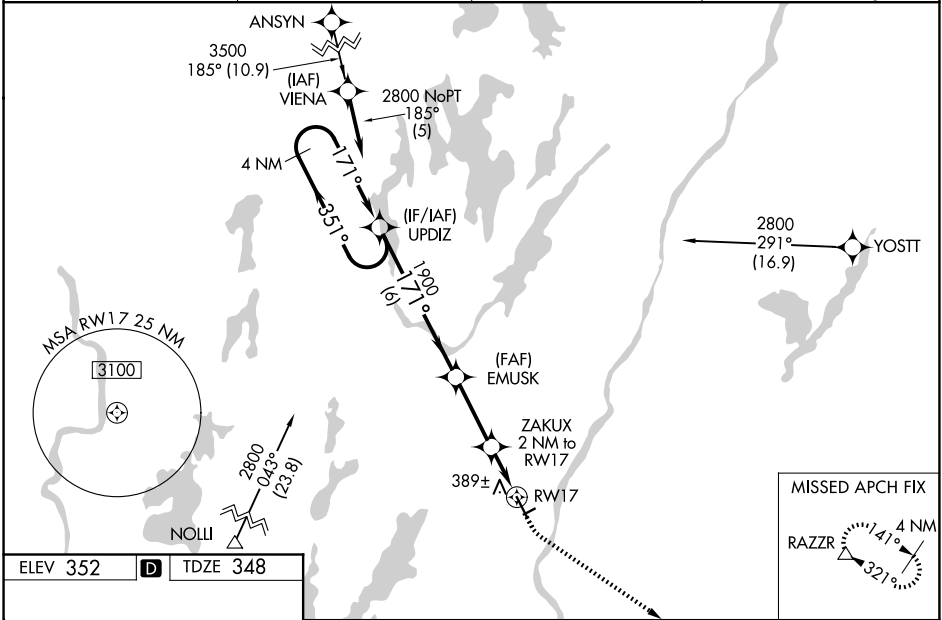 ANSYN
3500
185° (10.9)
(IAF)
VIENA
2800 NoPT
185°
(5)
4 NM
171°
351°
(IF/IAF)
UPDIZ
2800
291°
(16.9)
YOSTT
1900
171°
(6)
MSA RW17 25 NM
3100
(FAF)
EMUSK
ZAKUX
2 NM to
RW17
389±
RW17
2800
043°
(23.8)
NOLLI
MISSED APCH FIX
4 NM
RAZZR
141°
321°
ELEV 352
D
TDZE 348